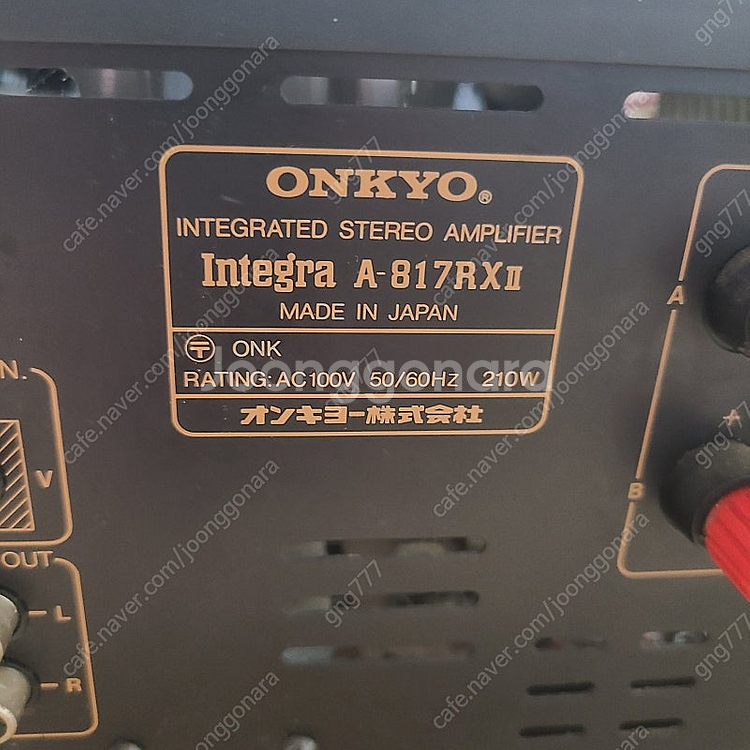 ONKYO®
INTEGRATED STEREO AMPLIFIER
Integra A-817RXII
MADE IN JAPAN
〒 ONK
RATING: AC100V 50/60Hz 210W
オンキヨー株式会社
N.
V
OUT
L
R
A
B
+
Joonggonara
cafe.naver.com/joonggonara
gng777